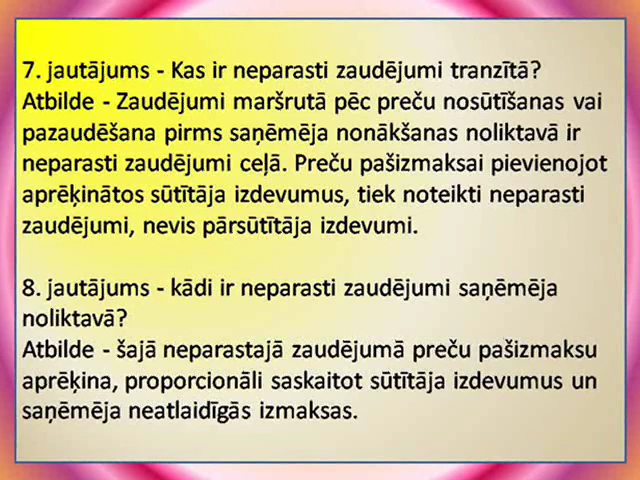 7. jautājums - Kas ir neparasti zaudējumi tranzītā?
Atbilde - Zaudējumi maršrutā pēc preču nosūtīšanas vai
pazaudēšana pirms saņēmēja nonākšanas noliktavā ir
neparasti zaudējumi ceļā. Preču pašizmaksai pievienojot
aprēķinātos sūtītāja izdevumus, tiek noteikti neparasti
zaudējumi, nevis pārsūtītāja izdevumi.
8. jautājums - kādi ir neparasti zaudējumi saņēmēja
noliktavā?
Atbilde - šajā neparastajā zaudējumā preču pašizmaksu
aprēķina, proporcionāli saskaitot sūtītāja izdevumus un
saņēmēja neatlaidīgās izmaksas.